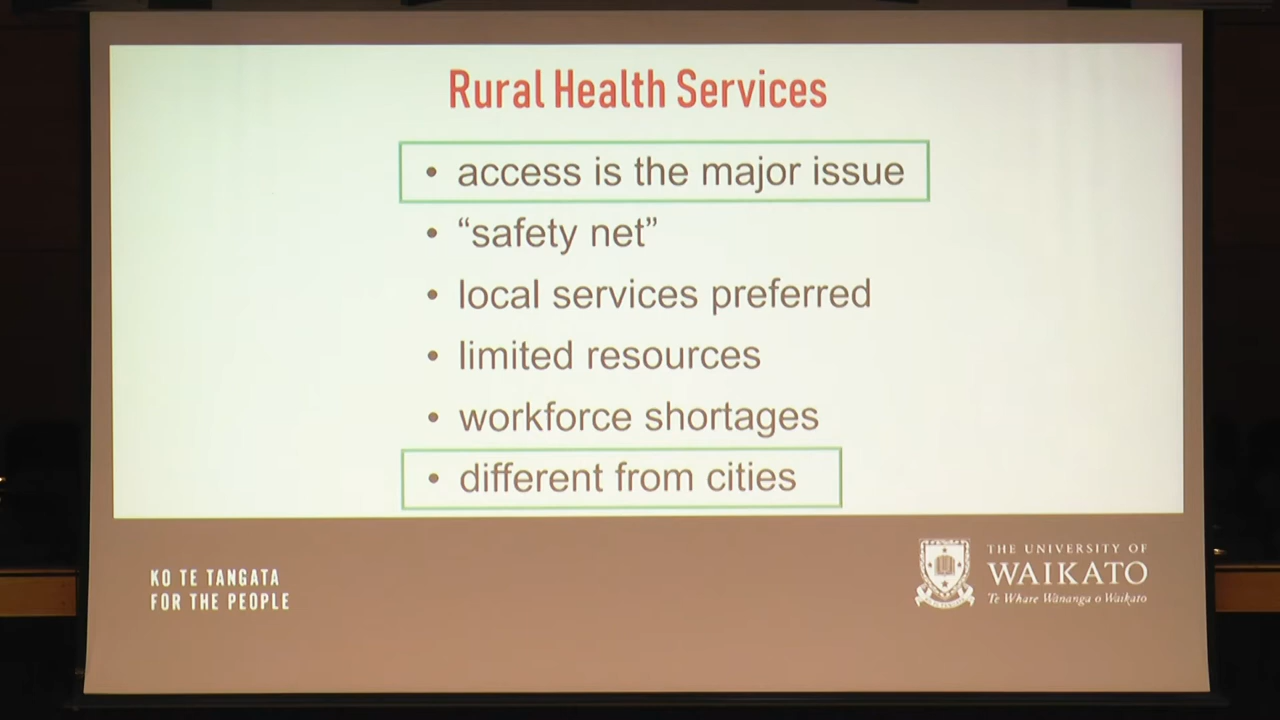 Rural Health Services
• access is the major issue
• “safety net”
• local services preferred
• limited resources
• workforce shortages
• different from cities
KO TE TANGATA
FOR THE PEOPLE
THE UNIVERSITY OF
WAIKATO
Te Whare Wānanga o Waikato